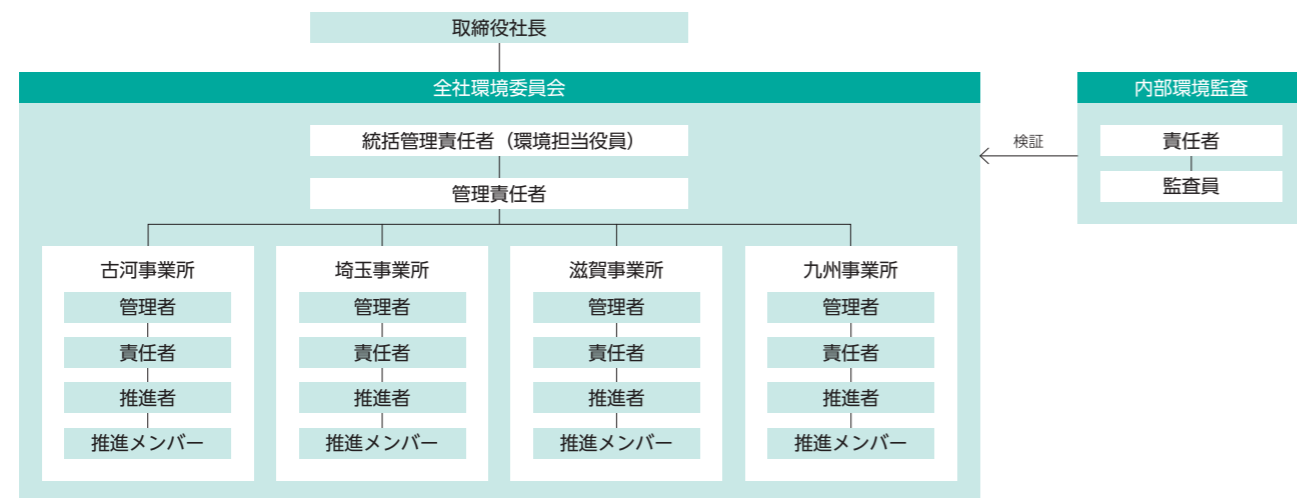 取締役社長
全社環境委員会
統括管理責任者（環境担当役員）
管理責任者
古河事業所
管理者
責任者
推進者
推進メンバー
埼玉事業所
管理者
責任者
推進者
推進メンバー
滋賀事業所
管理者
責任者
推進者
推進メンバー
九州事業所
管理者
責任者
推進者
推進メンバー
検証
内部環境監査
責任者
監査員